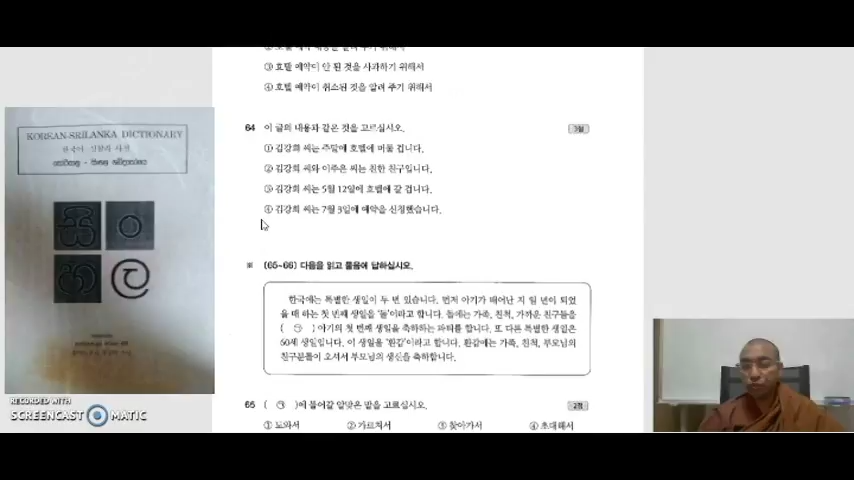 ③ 호텔 예약이 안 된 것을 사과하기 위해서
④ 호텔 예약이 취소된 것을 알려 주기 위해서
64 이 글의 내용과 같은 것을 고르십시오. 3점
① 김강희 씨는 주말에 호텔에 머물 겁니다.
② 김강희 씨와 이주은 씨는 친한 친구입니다.
③ 김강희 씨는 5월 12일에 호텔에 갈 겁니다.
④ 김강희 씨는 7월 3일에 예약을 신청했습니다.
※ [65~66] 다음을 읽고 물음에 답하십시오.
한국에는 특별한 생일이 두 번 있습니다. 먼저 아기가 태어난 지 일 년이 되었
을 때 하는 첫 번째 생일을 '돌'이라고 합니다. 돌에는 가족, 친척, 가까운 친구들을
( ㉠ ) 아기의 첫 번째 생일을 축하하는 파티를 합니다. 또 다른 특별한 생일은
60세 생일입니다. 이 생일을 '환갑'이라고 합니다. 환갑에는 가족, 친척, 부모님의
친구분들이 오셔서 부모님의 생신을 축하합니다.
65 ( ㉠ )에 들어갈 알맞은 말을 고르십시오. 2점
① 도와서 ② 가르쳐서 ③ 찾아가서 ④ 초대해서
KOREAN-SRILANKA DICTIONARY
RECORDED WITH
SCREENCAST MATIC